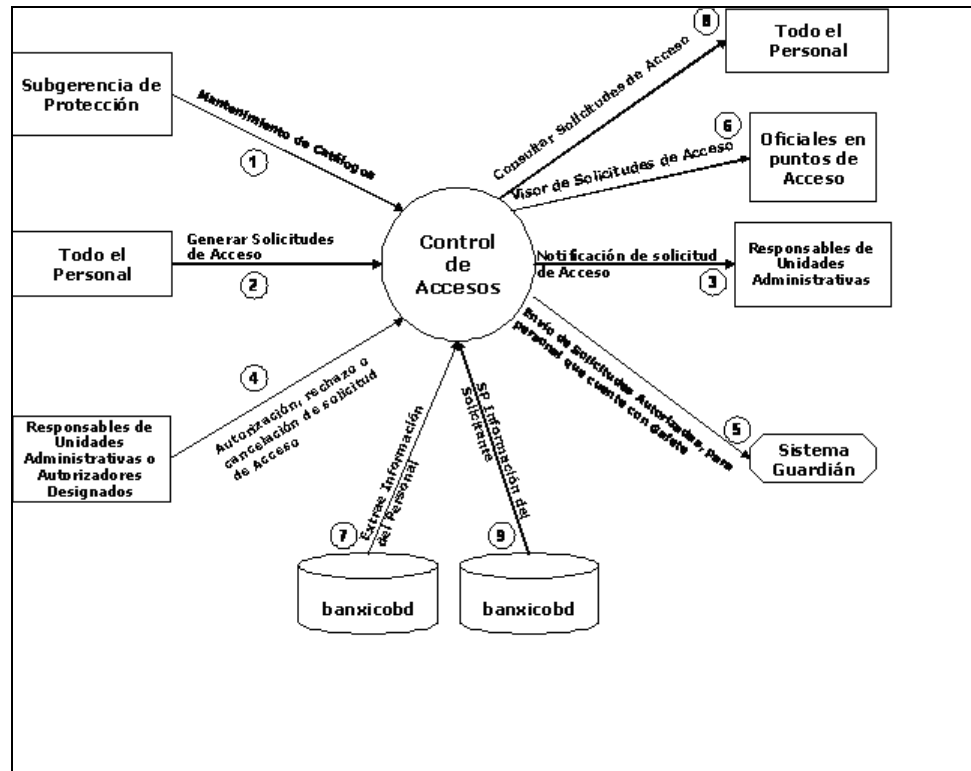 8
Todo el
Personal
Subgerencia de
Protección
Mantenimiento de Catálogos
1
Consultar Solicitudes de Acceso
6
Visor de Solicitudes de Acceso
Oficiales en
puntos de
Acceso
Todo el
Personal
Generar Solicitudes
de Acceso
2
Control
de
Accesos
Notificación de solicitud
de Acceso
3
Responsables de
Unidades
Administrativas
4
Autorización, rechazo o
cancelación de solicitud
de Acceso
Responsables de
Unidades
Administrativas o
Autorizadores
Designados
Envío de Solicitudes Autorizadas, para
personal que cuente con Gafete
5
Sistema
Guardián
Extrae Información
del Personal
7
SP Información del
Solicitante
9
banxicobd
banxicobd